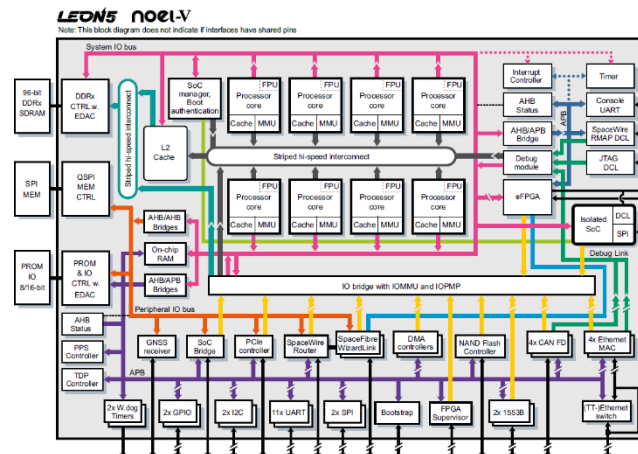 LEON5 NOEL-V
Note: This block diagram does not indicate if interfaces have shared pins
System IO bus
96-bit
DDRx
SDRAM
DDRx
CTRL w.
EDAC
Striped hi-speed interconnect
SoC
manager,
Boot
authentication
L2
Cache
FPU
Processor
core
Cache MMU
FPU
Processor
core
Cache MMU
FPU
Processor
core
Cache MMU
FPU
Processor
core
Cache MMU
Interrupt
Controller
Timer
AHB
Status
APB
Console
UART
AHB/APB
Bridge
SpaceWire
RMAP DCL
Debug
module
JTAG
DCL
Striped hi-speed interconnect
SPI
MEM
QSPI
MEM
CTRL
FPU
Processor
core
Cache MMU
FPU
Processor
core
Cache MMU
FPU
Processor
core
Cache MMU
FPU
Processor
core
Cache MMU
eFPGA
Isolated
SoC
DCL
SPI
AHB/AHB
Bridges
On-chip
RAM
AHB/APB
Bridges
Debug Link
PROM IO
8/16-bit
PROM
& IO
CTRL w.
EDAC
IO bridge with IOMMU and IOPMP
Peripheral IO bus
AHB
Status
PPS
Controller
TDP
Controller
GNSS
receiver
SoC
Bridge
PCIe
controller
SpaceWire
Router
SpaceFibre
WizardLink
DMA
controllers
NAND Flash
Controller
4x CAN FD
4x Ethernet
MAC
APB
2x W.dog
Timers
2x GPIO
2x I2C
11x UART
2x SPI
Bootstrap
FPGA
Supervisor
2x 1553B
(TT-)Ethernet
switch